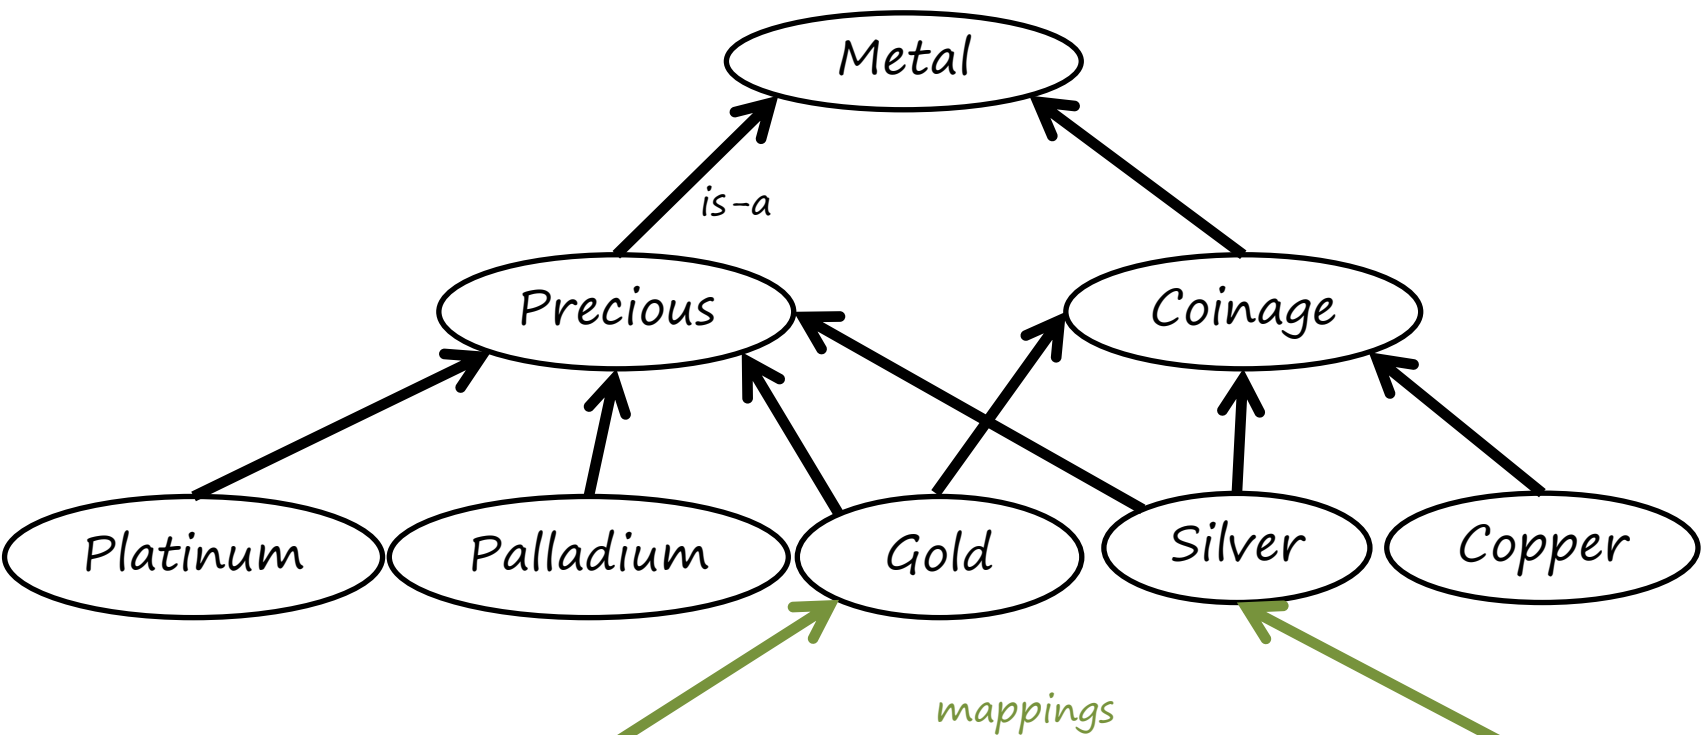 Metal
is-a
Precious
Coinage
Platinum
Palladium
Gold
Silver
Copper
mappings